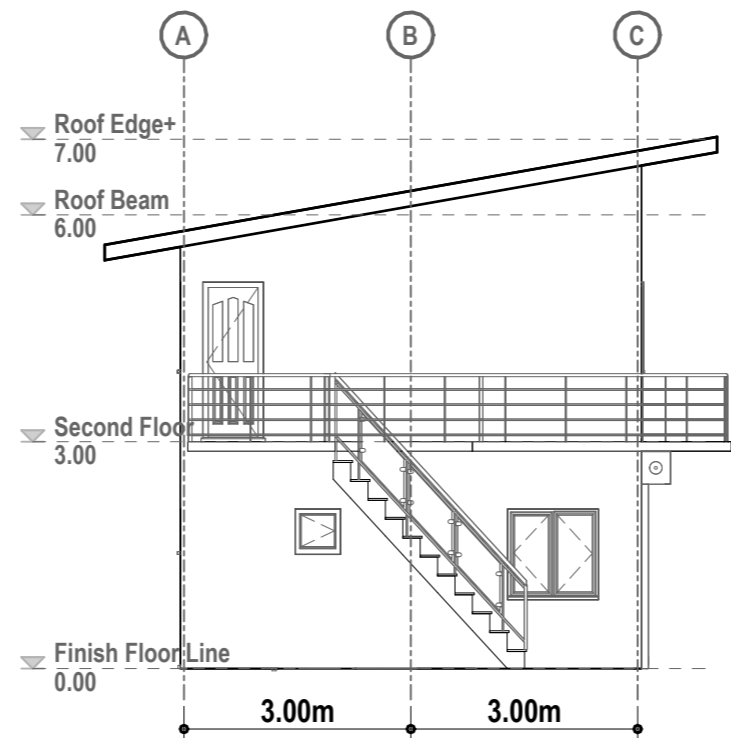 A B C
Roof Edge+
7.00
Roof Beam
6.00
Second Floor
3.00
Finish Floor Line
0.00
3.00m 3.00m